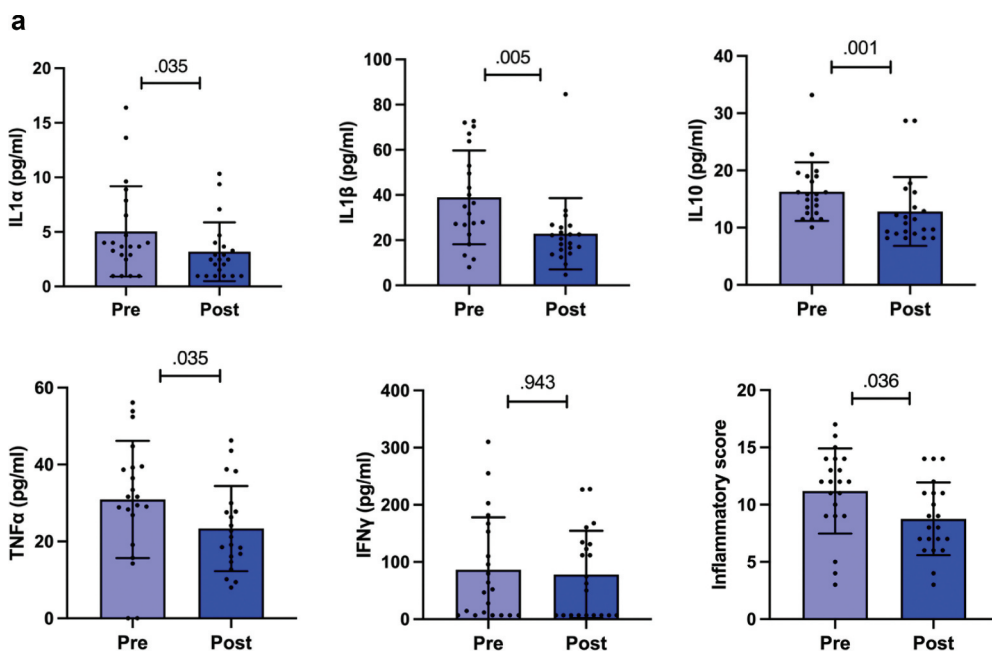 a
IL1α (pg/ml)
20
15
10
5
0
.035
Pre Post
IL1β (pg/ml)
100
80
60
40
20
0
.005
Pre Post
IL10 (pg/ml)
40
30
20
10
0
.001
Pre Post
TNFα (pg/ml)
60
40
20
0
.035
Pre Post
IFNγ (pg/ml)
400
300
200
100
0
.943
Pre Post
Inflammatory score
20
15
10
5
0
.036
Pre Post